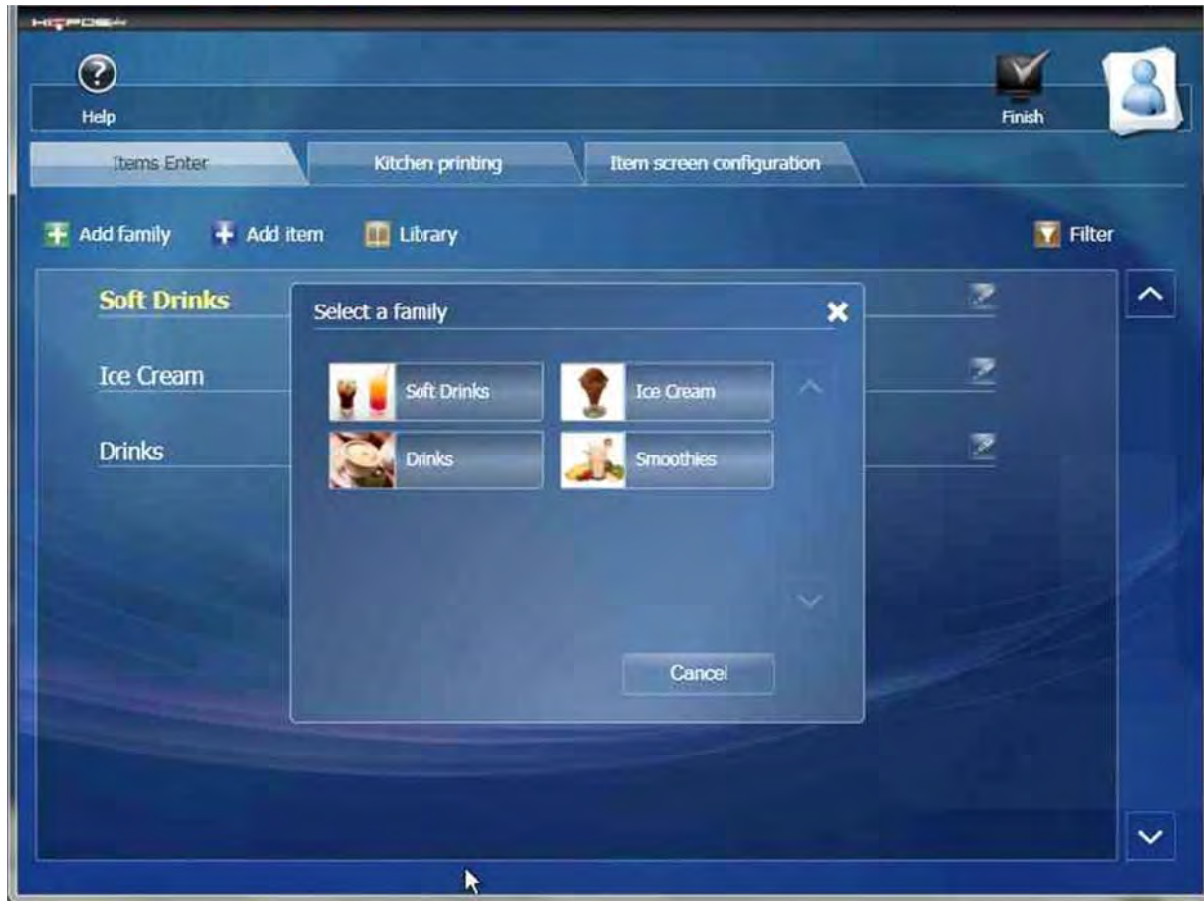 Help
Finish
Items Enter
Kitchen printing
Item screen configuration
Add family
Add item
Library
Filter
Soft Drinks
Select a family
Ice Cream
Soft Drinks
Ice Cream
Drinks
Drinks
Smoothies
Cancel